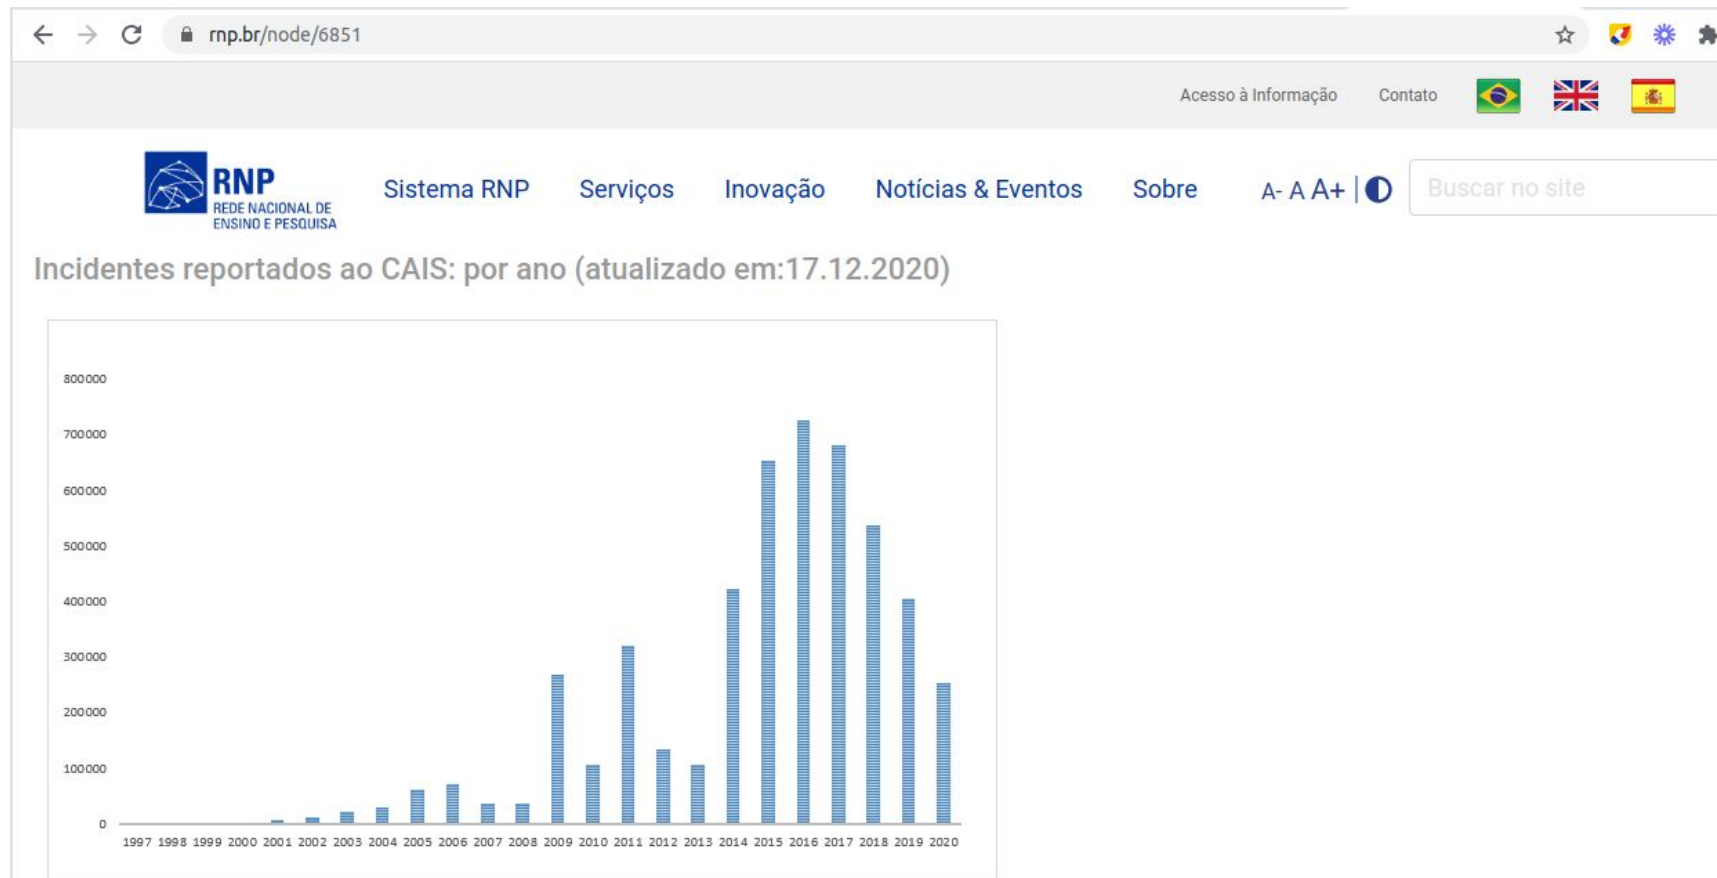 rnp.br/node/6851
Acesso à Informação Contato
RNP
REDE NACIONAL DE
ENSINO E PESQUISA
Sistema RNP Serviços Inovação Notícias & Eventos Sobre A- A A+ Buscar no site
Incidentes reportados ao CAIS: por ano (atualizado em:17.12.2020)
800000
700000
600000
500000
400000
300000
200000
100000
0
1997 1998 1999 2000 2001 2002 2003 2004 2005 2006 2007 2008 2009 2010 2011 2012 2013 2014 2015 2016 2017 2018 2019 2020